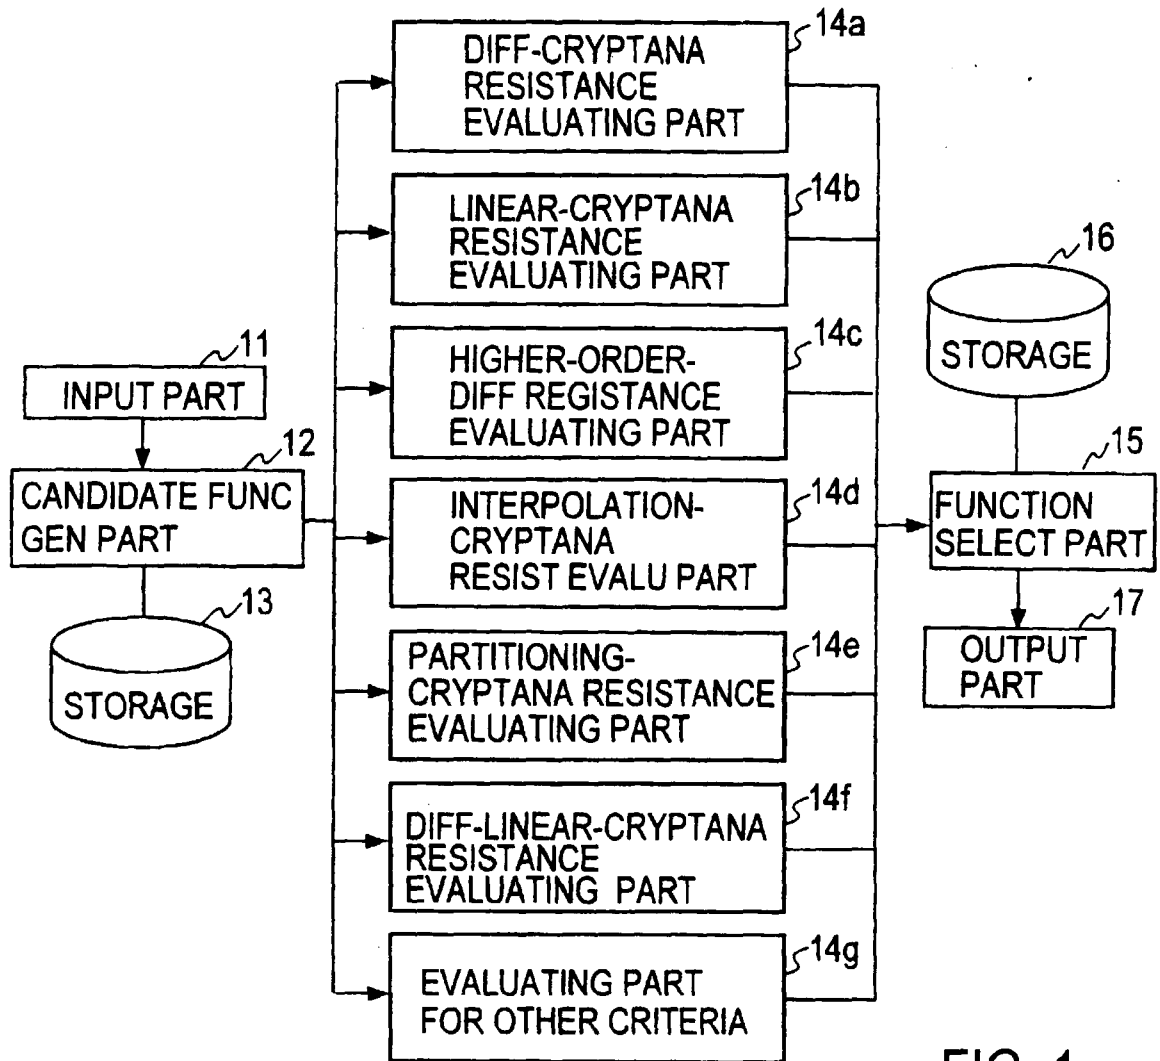 14a
DIFF-CRYPTANA
RESISTANCE
EVALUATING PART
14b
LINEAR-CRYPTANA
RESISTANCE
EVALUATING PART
16
STORAGE
11
INPUT PART
14c
HIGHER-ORDER-
DIFF REGISTANCE
EVALUATING PART
12
CANDIDATE FUNC
GEN PART
14d
INTERPOLATION-
CRYPTANA
RESIST EVALU PART
15
FUNCTION
SELECT PART
13
STORAGE
14e
PARTITIONING-
CRYPTANA RESISTANCE
EVALUATING PART
17
OUTPUT
PART
14f
DIFF-LINEAR-CRYPTANA
RESISTANCE
EVALUATING PART
14g
EVALUATING PART
FOR OTHER CRITERIA
FIG. 1